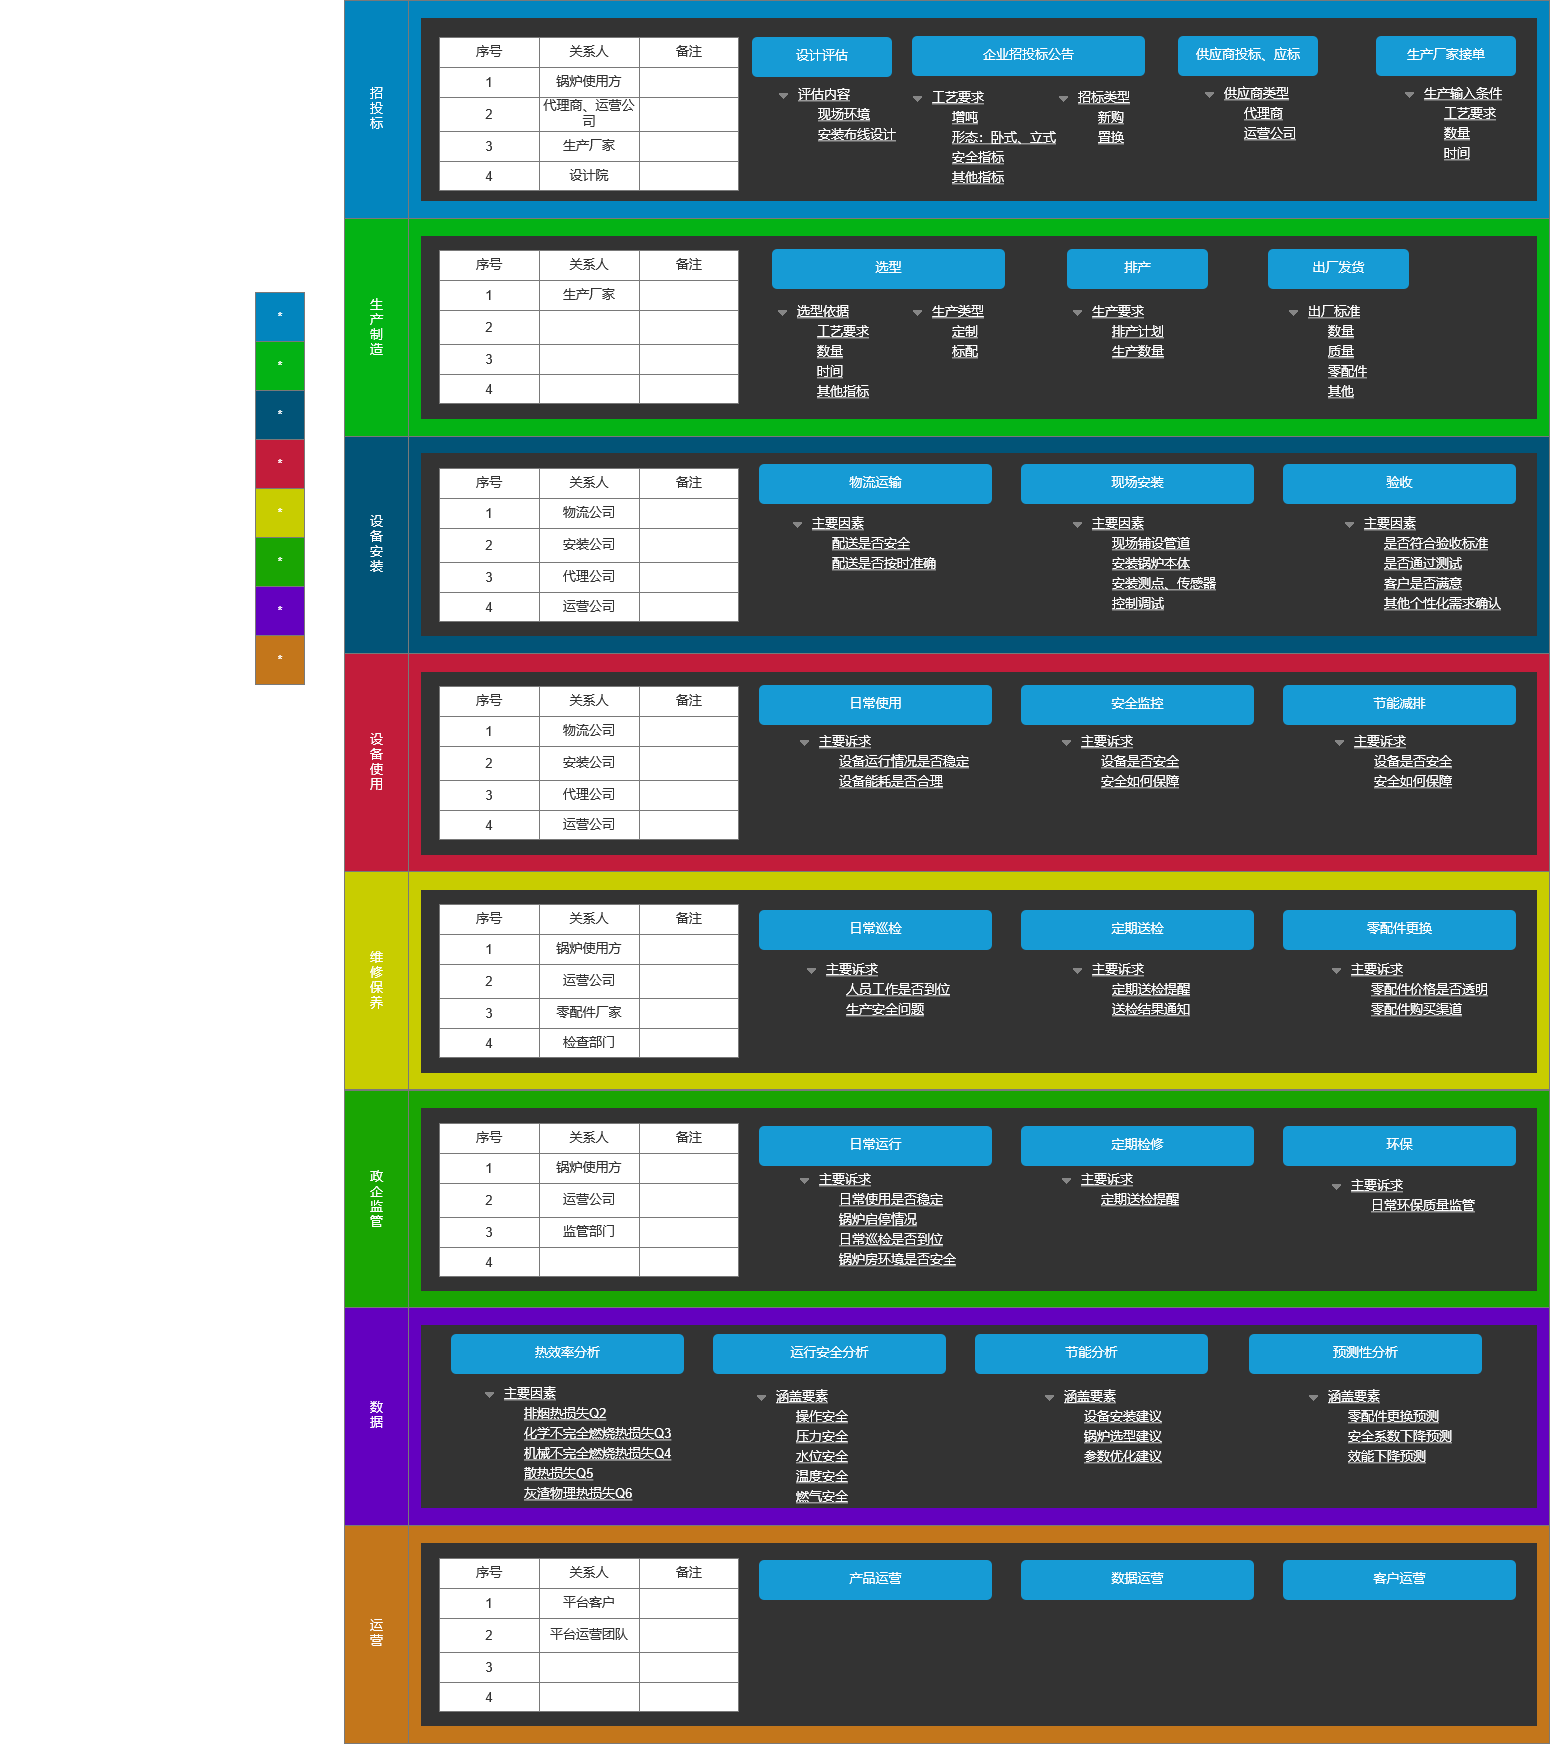 招投标
序号 关系人 备注
1 锅炉使用方
2 代理商、运营公司
3 生产厂家
4 设计院
设计评估
评估内容
现场环境
安装布线设计
企业招投标公告
工艺要求
增吨
形态：卧式、立式
安全指标
其他指标
招标类型
新购
置换
供应商投标、应标
供应商类型
代理商
运营公司
生产厂家接单
生产输入条件
工艺要求
数量
时间
*
*
*
*
*
*
*
*
生产制造
序号 关系人 备注
1 生产厂家
2
3
4
选型
选型依据
工艺要求
数量
时间
其他指标
生产类型
定制
标配
排产
生产要求
排产计划
生产数量
出厂发货
出厂标准
数量
质量
零配件
其他
设备安装
序号 关系人 备注
1 物流公司
2 安装公司
3 代理公司
4 运营公司
物流运输
主要因素
配送是否安全
配送是否按时准确
现场安装
主要因素
现场铺设管道
安装锅炉本体
安装测点、传感器
控制调试
验收
主要因素
是否符合验收标准
是否通过测试
客户是否满意
其他个性化需求确认
设备使用
序号 关系人 备注
1 物流公司
2 安装公司
3 代理公司
4 运营公司
日常使用
主要诉求
设备运行情况是否稳定
设备能耗是否合理
安全监控
主要诉求
设备是否安全
安全如何保障
节能减排
主要诉求
设备是否安全
安全如何保障
维修保养
序号 关系人 备注
1 锅炉使用方
2 运营公司
3 零配件厂家
4 检查部门
日常巡检
主要诉求
人员工作是否到位
生产安全问题
定期送检
主要诉求
定期送检提醒
送检结果通知
零配件更换
主要诉求
零配件价格是否透明
零配件购买渠道
政企监管
序号 关系人 备注
1 锅炉使用方
2 运营公司
3 监管部门
4
日常运行
主要诉求
日常使用是否稳定
锅炉启停情况
日常巡检是否到位
锅炉房环境是否安全
定期检修
主要诉求
定期送检提醒
环保
主要诉求
日常环保质量监管
数据
热效率分析
主要因素
排烟热损失Q2
化学不完全燃烧热损失Q3
机械不完全燃烧热损失Q4
散热损失Q5
灰渣物理热损失Q6
运行安全分析
涵盖要素
操作安全
压力安全
水位安全
温度安全
燃气安全
节能分析
涵盖要素
设备安装建议
锅炉选型建议
参数优化建议
预测性分析
涵盖要素
零配件更换预测
安全系数下降预测
效能下降预测
运营
序号 关系人 备注
1 平台客户
2 平台运营团队
3
4
产品运营
数据运营
客户运营